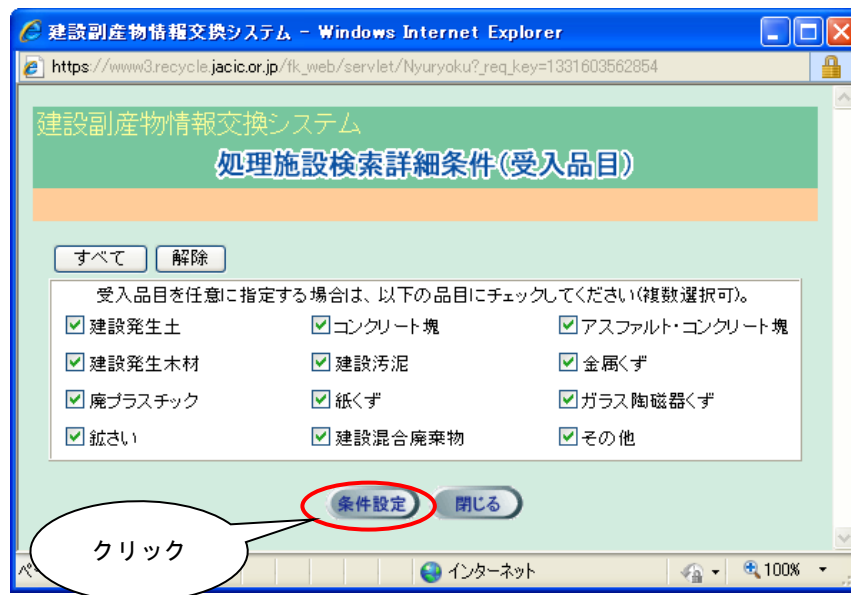 建設副産物情報交換システム - Windows Internet Explorer
https://www3.recycle.jacic.or.jp/fk_web/servlet/Nyuryoku?_req_key=1331603562854
建設副産物情報交換システム
処理施設検索詳細条件(受入品目)
すべて 解除
受入品目を任意に指定する場合は、以下の品目にチェックしてください(複数選択可)。
建設発生土 コンクリート塊 アスファルト・コンクリート塊
建設発生木材 建設汚泥 金属くず
廃プラスチック 紙くず ガラス陶磁器くず
鉱さい 建設混合廃棄物 その他
条件設定 閉じる
クリック
インターネット 100%